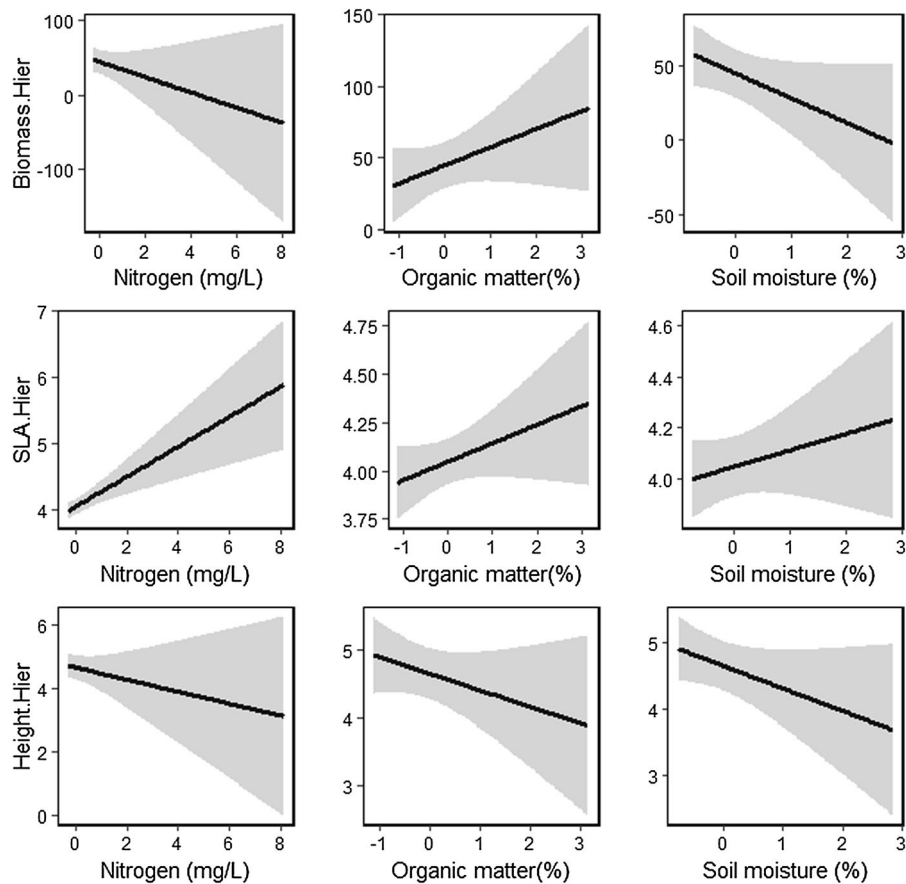 Biomass.Hier
100
0
-100
0 2 4 6 8
Nitrogen (mg/L)
150
100
50
0
-1 0 1 2 3
Organic matter(%)
50
0
-50
0 1 2 3
Soil moisture (%)
SLA.Hier
7
6
5
4
0 2 4 6 8
Nitrogen (mg/L)
4.75
4.50
4.25
4.00
3.75
-1 0 1 2 3
Organic matter(%)
4.6
4.4
4.2
4.0
0 1 2 3
Soil moisture (%)
Height.Hier
6
4
2
0
0 2 4 6 8
Nitrogen (mg/L)
5
4
3
-1 0 1 2 3
Organic matter(%)
5
4
3
0 1 2 3
Soil moisture (%)